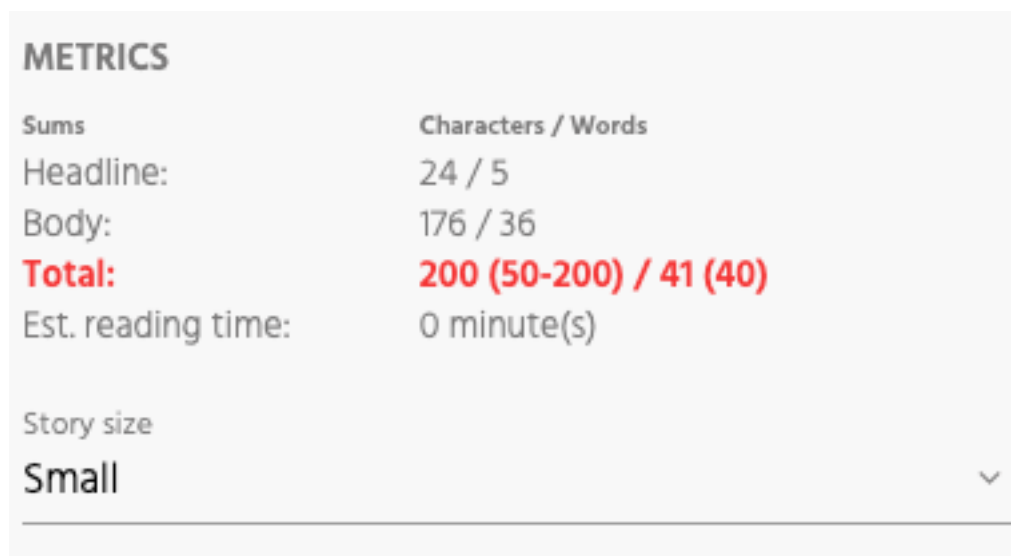 METRICS
Sums Characters / Words
Headline: 24 / 5
Body: 176 / 36
Total: 200 (50-200) / 41 (40)
Est. reading time: 0 minute(s)
Story size
Small